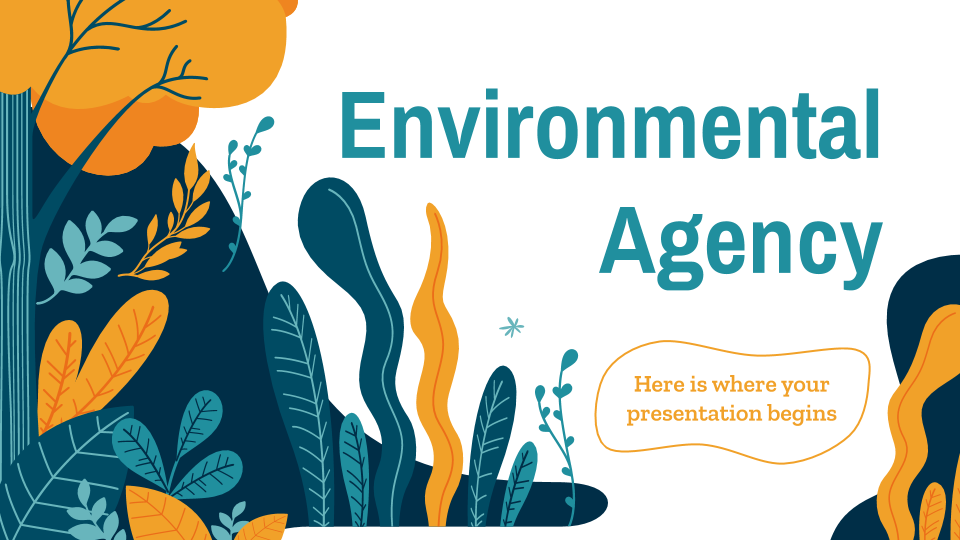 Environmental
Agency
Here is where your
presentation begins